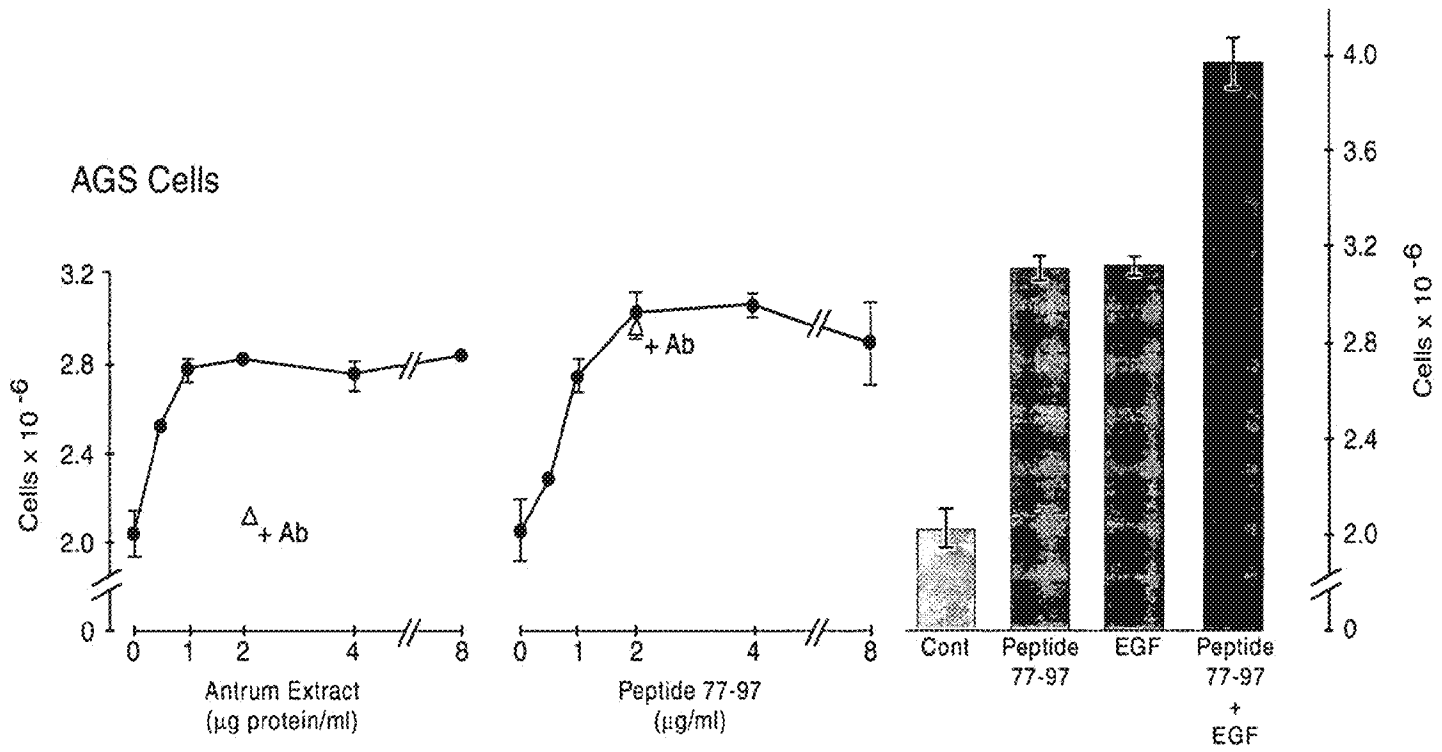 AGS Cells
Cells x 10 -6
3.2
2.8
2.4
2.0
0
Δ + Ab
0 1 2 4 8
Antrum Extract
(µg protein/ml)
Δ + Ab
0 1 2 4 8
Peptide 77-97
(µg/ml)
Cont
Peptide
77-97
EGF
Peptide
77-97
+
EGF
4.0
3.6
3.2
2.8
2.4
2.0
0
Cells x 10 -6